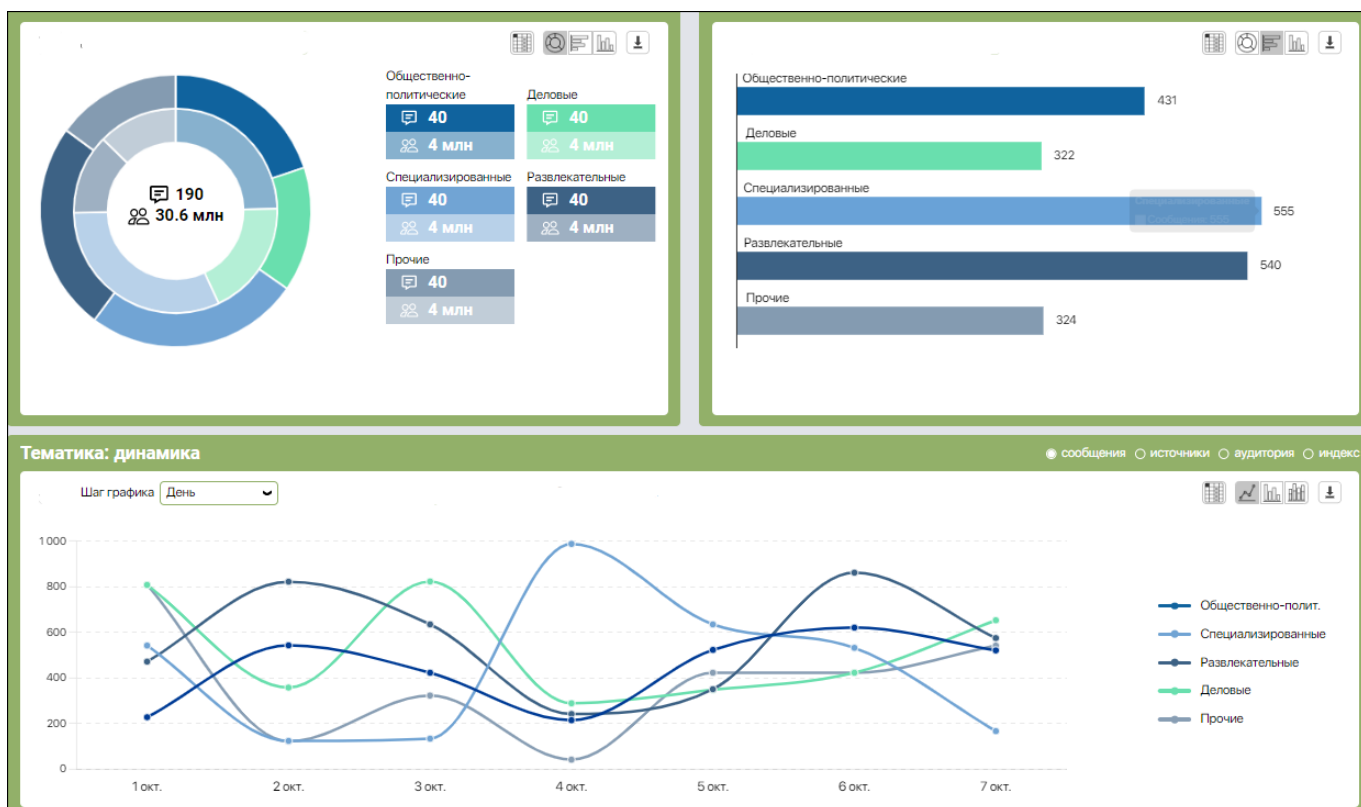 Общественно-
политические
40
4 млн
Деловые
40
4 млн
Специализированные
40
4 млн
Развлекательные
40
4 млн
Прочие
40
4 млн
190
30.6 млн
Общественно-политические
431
Деловые
322
Специализированные
555
Специализированные
Сообщения: 555
Развлекательные
540
Прочие
324
Тематика: динамика
сообщения источники аудитория индекс
Шаг графика День
1000
800
600
400
200
0
1 окт. 2 окт. 3 окт. 4 окт. 5 окт. 6 окт. 7 окт.
Общественно-полит.
Специализированные
Развлекательные
Деловые
Прочие